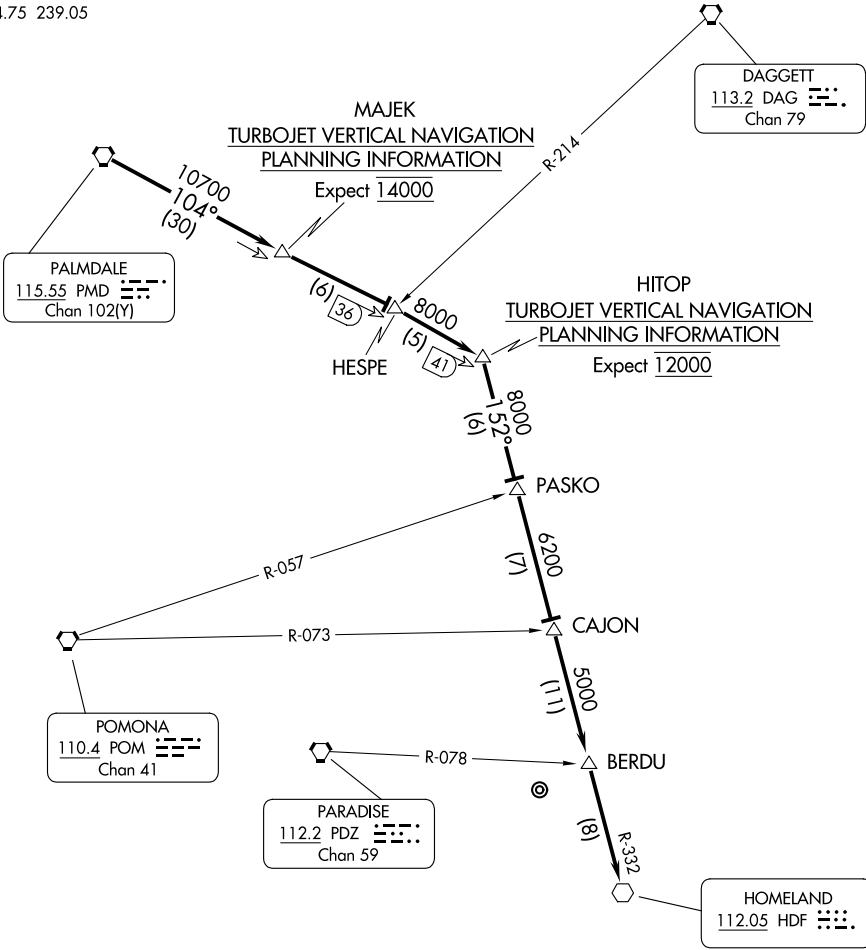 239.05
DAGGETT
113.2 DAG
Chan 79
MAJEK
TURBOJET VERTICAL NAVIGATION
PLANNING INFORMATION
Expect 14000
R-214
10700
104°
(30)
PALMDALE
115.55 PMD
Chan 102(Y)
(6)
36
HESPE
8000
(5)
41
HITOP
TURBOJET VERTICAL NAVIGATION
PLANNING INFORMATION
Expect 12000
8000
152°
(6)
PASKO
R-057
6200
(7)
R-073
CAJON
POMONA
110.4 POM
Chan 41
5000
(11)
R-078
BERDU
PARADISE
112.2 PDZ
Chan 59
(8)
R-332
HOMELAND
112.05 HDF